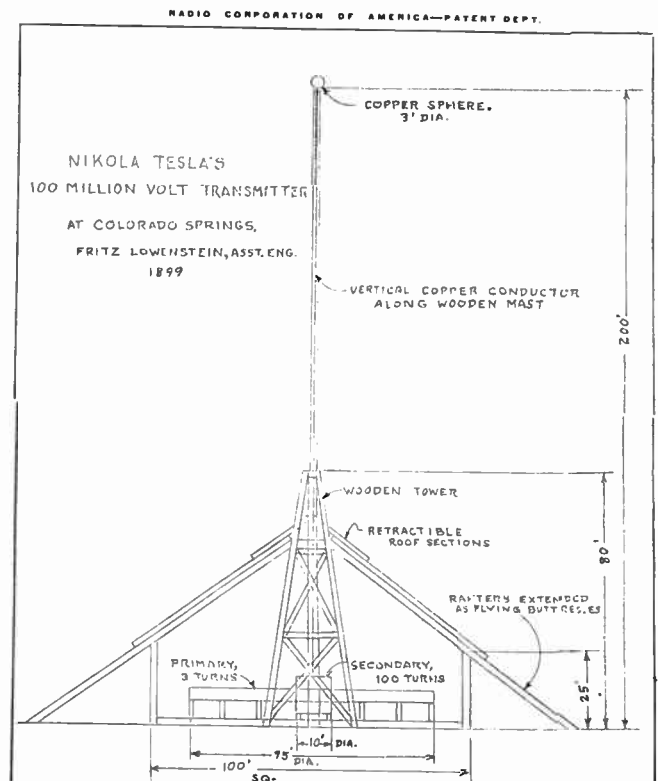 RADIO CORPORATION OF AMERICA—PATENT DEPT.
COPPER SPHERE.
3' DIA.
NIKOLA TESLA'S
100 MILLION VOLT TRANSMITTER
AT COLORADO SPRINGS,
FRITZ LOWENSTEIN, ASST. ENG.
1899
VERTICAL COPPER CONDUCTOR
ALONG WOODEN MAST
200'
WOODEN TOWER
RETRACTIBLE
ROOF SECTIONS
80'
RAFTERS EXTENDED
AS FLYING BUTTRESSES
PRIMARY,
3 TURNS
SECONDARY,
100 TURNS
25'
10' DIA.
75'
DIA.
100'
SQ.